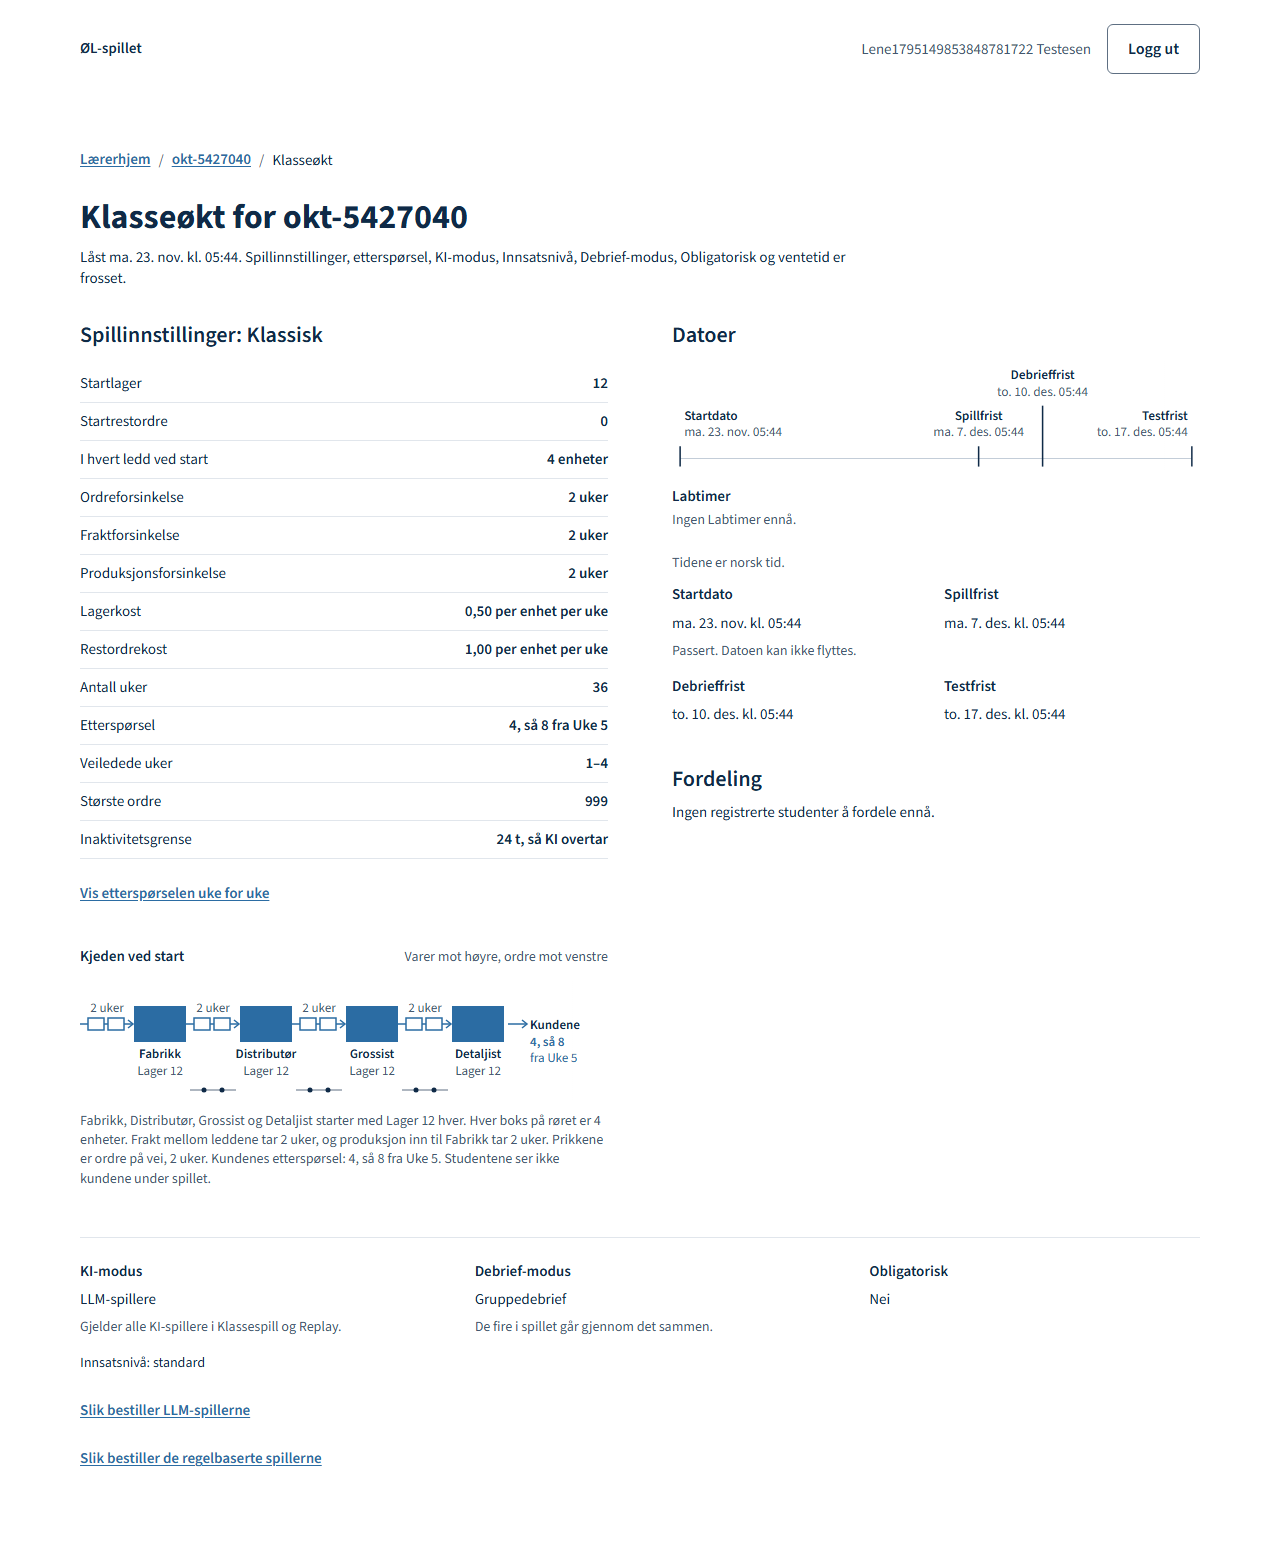 ØL-spillet
Lene1795149853848781722 Testesen
Logg ut
Lærerhjem / okt-5427040 / Klasseøkt
Klasseøkt for okt-5427040
Låst ma. 23. nov. kl. 05:44. Spillinnstillinger, etterspørsel, KI-modus, Innsatsnivå, Debrief-modus, Obligatorisk og ventetid er
frosset.
Spillinnstillinger: Klassisk
Startlager 12
Startrestordre 0
I hvert ledd ved start 4 enheter
Ordreforsinkelse 2 uker
Fraktforsinkelse 2 uker
Produksjonsforsinkelse 2 uker
Lagerkost 0,50 per enhet per uke
Restordrekost 1,00 per enhet per uke
Antall uker 36
Etterspørsel 4, så 8 fra Uke 5
Veiledede uker 1–4
Største ordre 999
Inaktivitetsgrense 24 t, så KI overtar
Vis etterspørselen uke for uke
Kjeden ved start
Varer mot høyre, ordre mot venstre
2 uker 2 uker 2 uker 2 uker
Fabrikk Distributør Grossist Detaljist
Lager 12 Lager 12 Lager 12 Lager 12
Kundene
4, så 8
fra Uke 5
Fabrikk, Distributør, Grossist og Detaljist starter med Lager 12 hver. Hver boks på røret er 4
enheter. Frakt mellom leddene tar 2 uker, og produksjon inn til Fabrikk tar 2 uker. Prikkene
er ordre på vei, 2 uker. Kundenes etterspørsel: 4, så 8 fra Uke 5. Studentene ser ikke
kundene under spillet.
Datoer
Debrieffrist
to. 10. des. 05:44
Startdato Spillfrist Testfrist
ma. 23. nov. 05:44 ma. 7. des. 05:44 to. 17. des. 05:44
Labtimer
Ingen Labtimer ennå.
Tidene er norsk tid.
Startdato
ma. 23. nov. kl. 05:44
Passert. Datoen kan ikke flyttes.
Spillfrist
ma. 7. des. kl. 05:44
Debrieffrist
to. 10. des. kl. 05:44
Testfrist
to. 17. des. kl. 05:44
Fordeling
Ingen registrerte studenter å fordele ennå.
KI-modus
LLM-spillere
Gjelder alle KI-spillere i Klassespill og Replay.
Innsatsnivå: standard
Slik bestiller LLM-spillerne
Slik bestiller de regelbaserte spillerne
Debrief-modus
Gruppedebrief
De fire i spillet går gjennom det sammen.
Obligatorisk
Nei